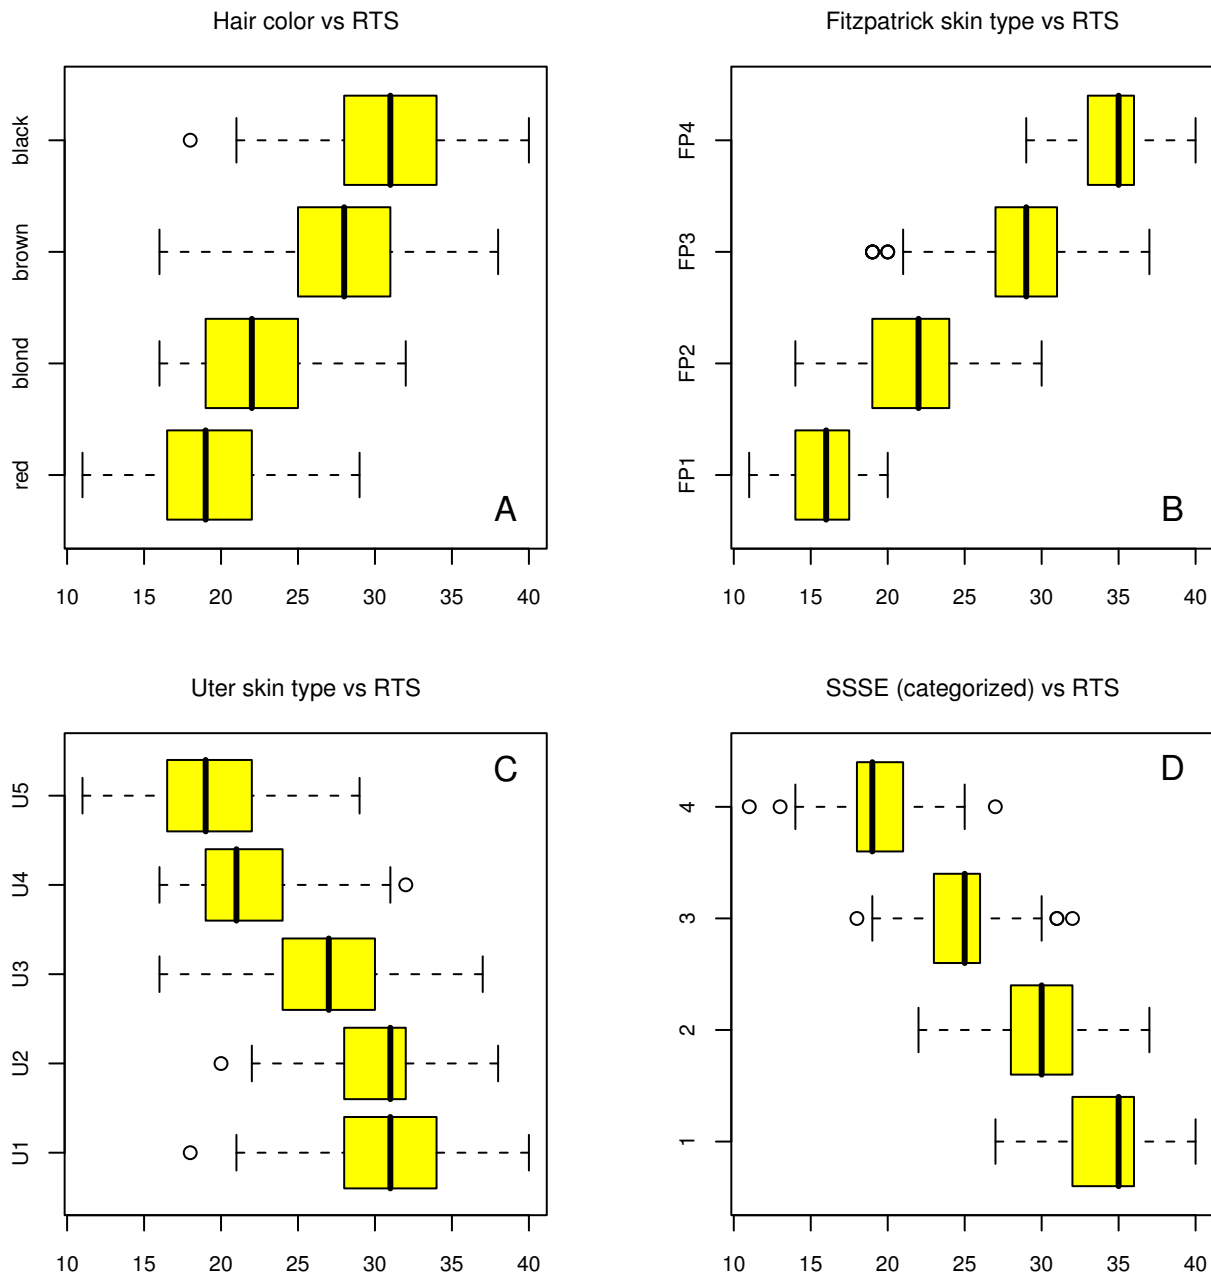 Hair color vs RTS
black
brown
blond
red
A
10 15 20 25 30 35 40
Fitzpatrick skin type vs RTS
FP4
FP3
FP2
FP1
B
10 15 20 25 30 35 40
Uter skin type vs RTS
C
U5
U4
U3
U2
U1
10 15 20 25 30 35 40
SSSE (categorized) vs RTS
D
4
3
2
1
10 15 20 25 30 35 40